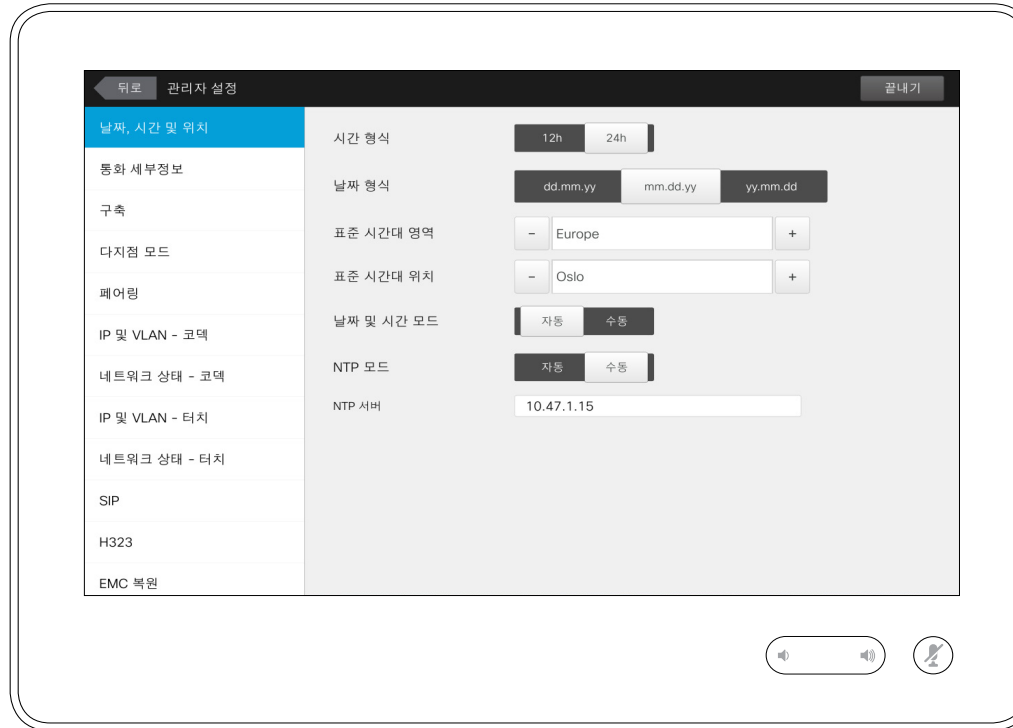 뒤로 관리자 설정 끝내기
날짜, 시간 및 위치
통화 세부정보
구축
다지점 모드
페어링
IP 및 VLAN - 코덱
네트워크 상태 - 코덱
IP 및 VLAN - 터치
네트워크 상태 - 터치
SIP
H323
EMC 복원
시간 형식 12h 24h
날짜 형식 dd.mm.yy mm.dd.yy yy.mm.dd
표준 시간대 영역 - Europe +
표준 시간대 위치 - Oslo +
날짜 및 시간 모드 자동 수동
NTP 모드 자동 수동
NTP 서버 10.47.1.15